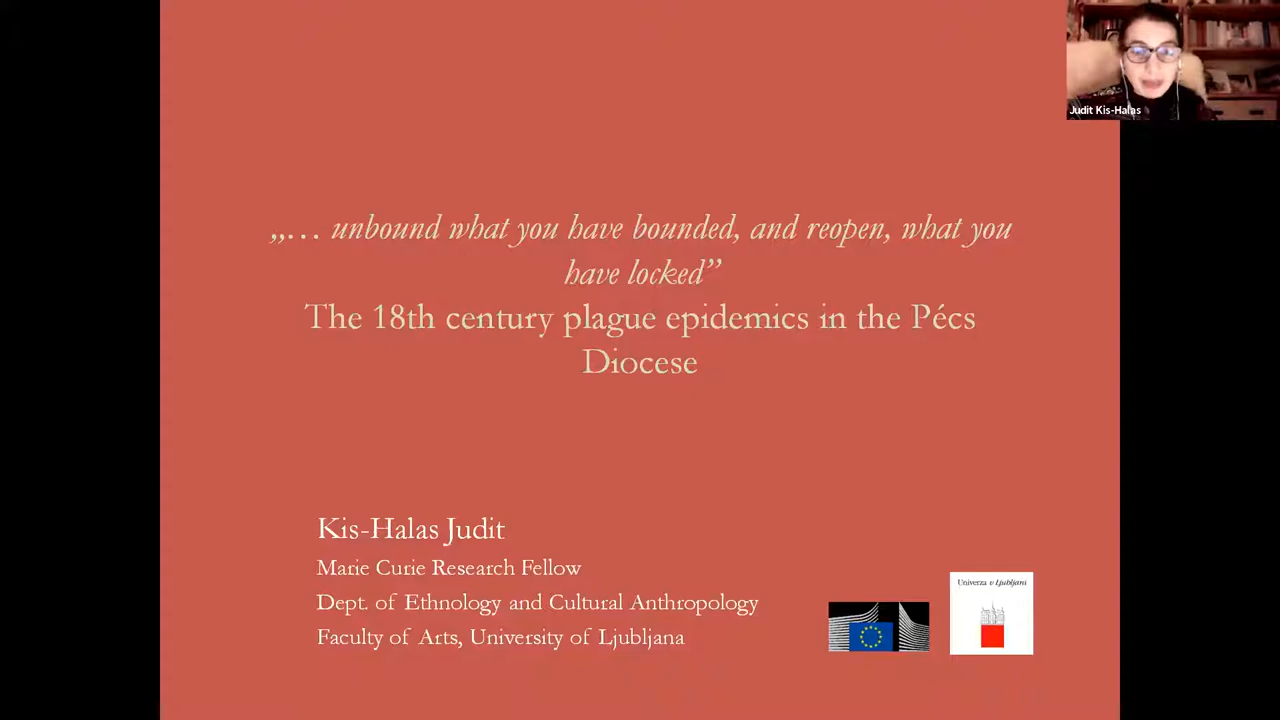 Judit Kis-Halas
„… unbound what you have bounded, and reopen, what you
have locked”
The 18th century plague epidemics in the Pécs
Diocese
Kis-Halas Judit
Marie Curie Research Fellow
Dept. of Ethnology and Cultural Anthropology
Faculty of Arts, University of Ljubljana
Univerza v Ljubljani